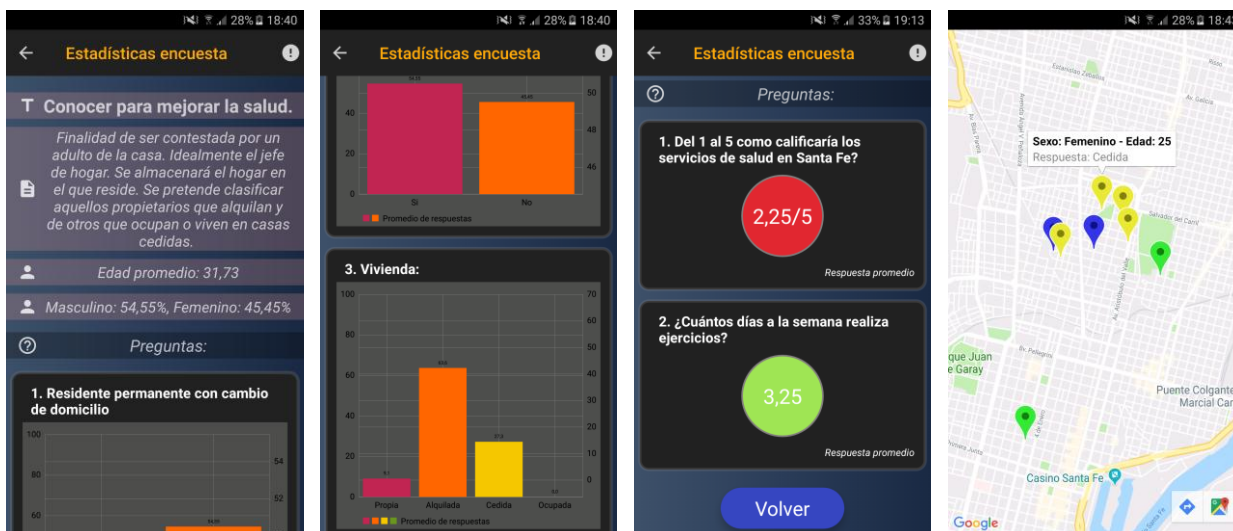 28% 18:40
Estadísticas encuesta
T Conocer para mejorar la salud.
Finalidad de ser contestada por un
adulto de la casa. Idealmente el jefe
de hogar. Se almacenará el hogar en
el que reside. Se pretende clasificar
aquellos propietarios que alquilan y
de otros que ocupan o viven en casas
cedidas.
Edad promedio: 31,73
Masculino: 54,55%, Femenino: 45,45%
Preguntas:
1. Residente permanente con cambio
de domicilio
100
80
60
54
52
28% 18:40
Estadísticas encuesta
40
20
0
50
48
46
Si
No
Promedio de respuestas
3. Vivienda:
100
80
60
40
20
0
70
60
50
40
30
20
10
0
Propia
Alquilada
Cedida
Ocupada
Promedio de respuestas
33% 19:13
Estadísticas encuesta
Preguntas:
1. Del 1 al 5 como calificaría los
servicios de salud en Santa Fe?
2,25/5
Respuesta promedio
2. ¿Cuántos días a la semana realiza
ejercicios?
3,25
Respuesta promedio
Volver
28%
Estanislao Zeballos
Av. Galicia
Sexo: Femenino - Edad: 25
Respuesta: Cedida
Salvador del Carril
que Juan
e Garay
Puente Colgante
Marcial Can
Casino Santa Fe
Google